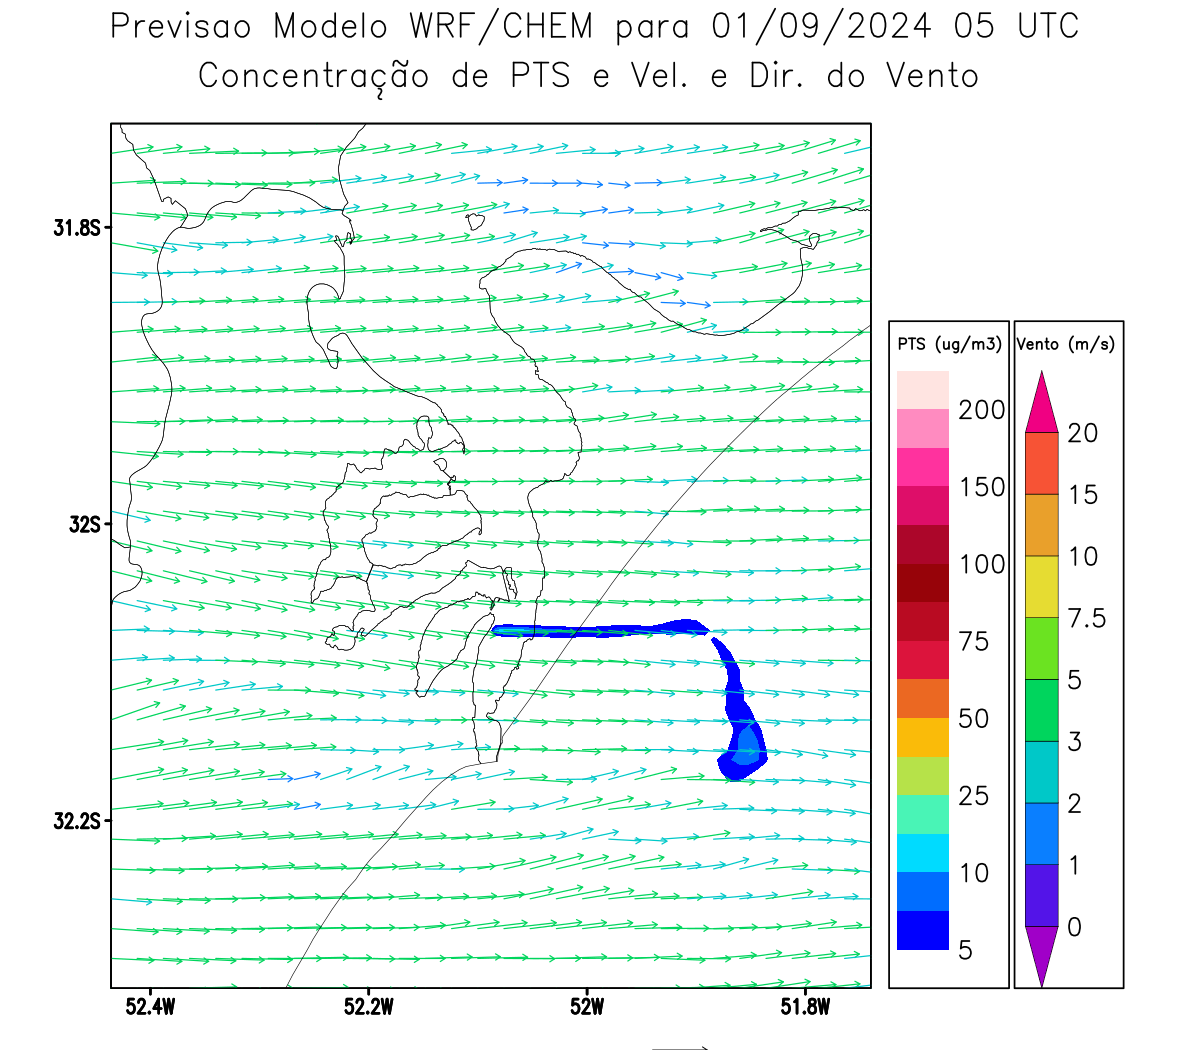 Previsao Modelo WRF/CHEM para 01/09/2024 05 UTC
Concentração de PTS e Vel. e Dir. do Vento
31.8S
32S
32.2S
52.4W 52.2W 52W 51.8W
PTS (ug/m3)
200
150
100
75
50
25
10
5
Vento (m/s)
20
15
10
7.5
5
3
2
1
0